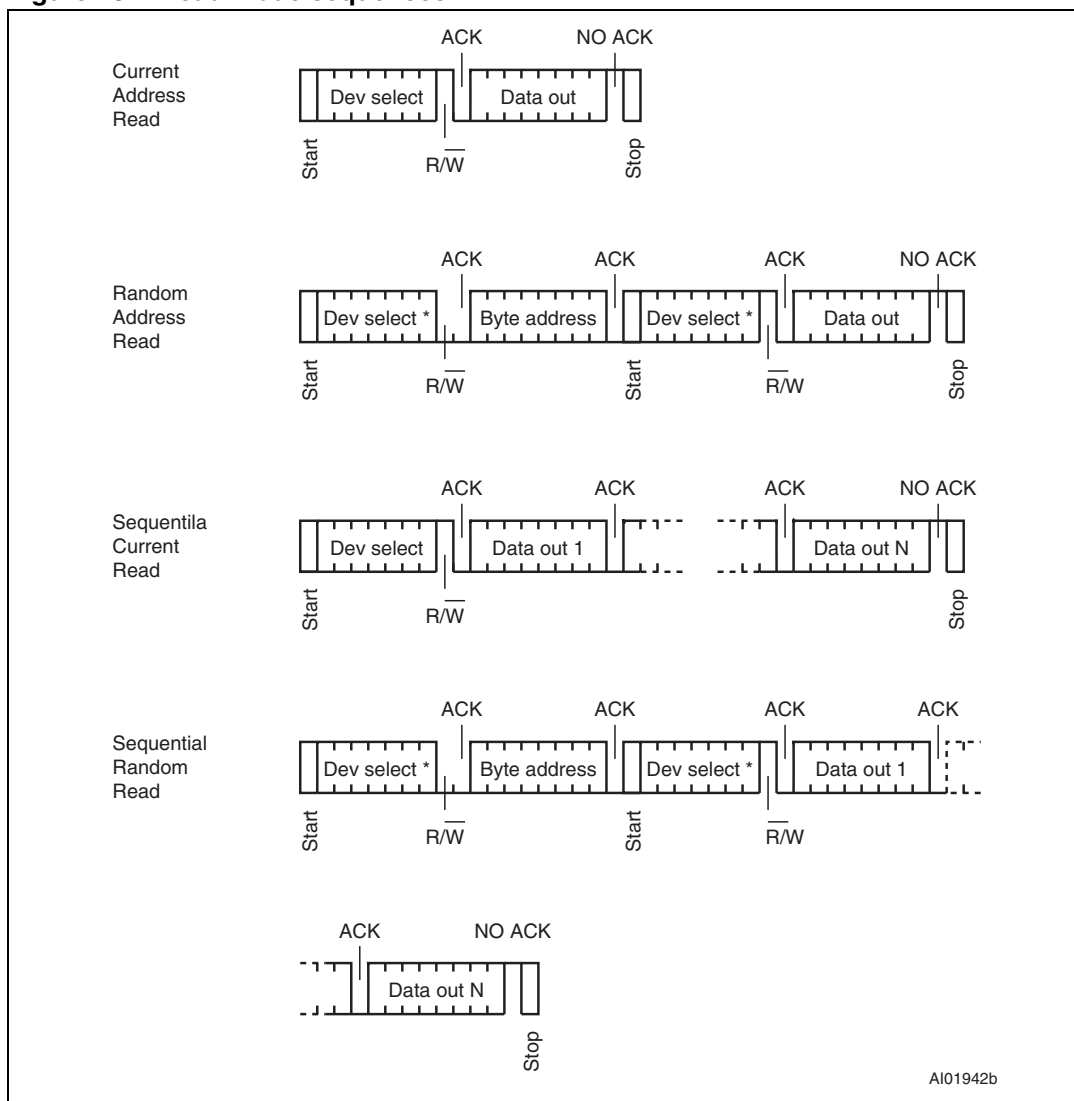 ACK NO ACK
Current
Address
Read
Dev select Data out
Start R/W Stop
ACK ACK ACK NO ACK
Random
Address
Read
Dev select * Byte address Dev select * Data out
Start R/W Start R/W Stop
ACK ACK ACK NO ACK
Sequentila
Current
Read
Dev select Data out 1 Data out N
Start R/W Stop
ACK ACK ACK ACK
Sequential
Random
Read
Dev select * Byte address Dev select * Data out 1
Start R/W Start R/W
ACK NO ACK
Data out N
Stop
AI01942b